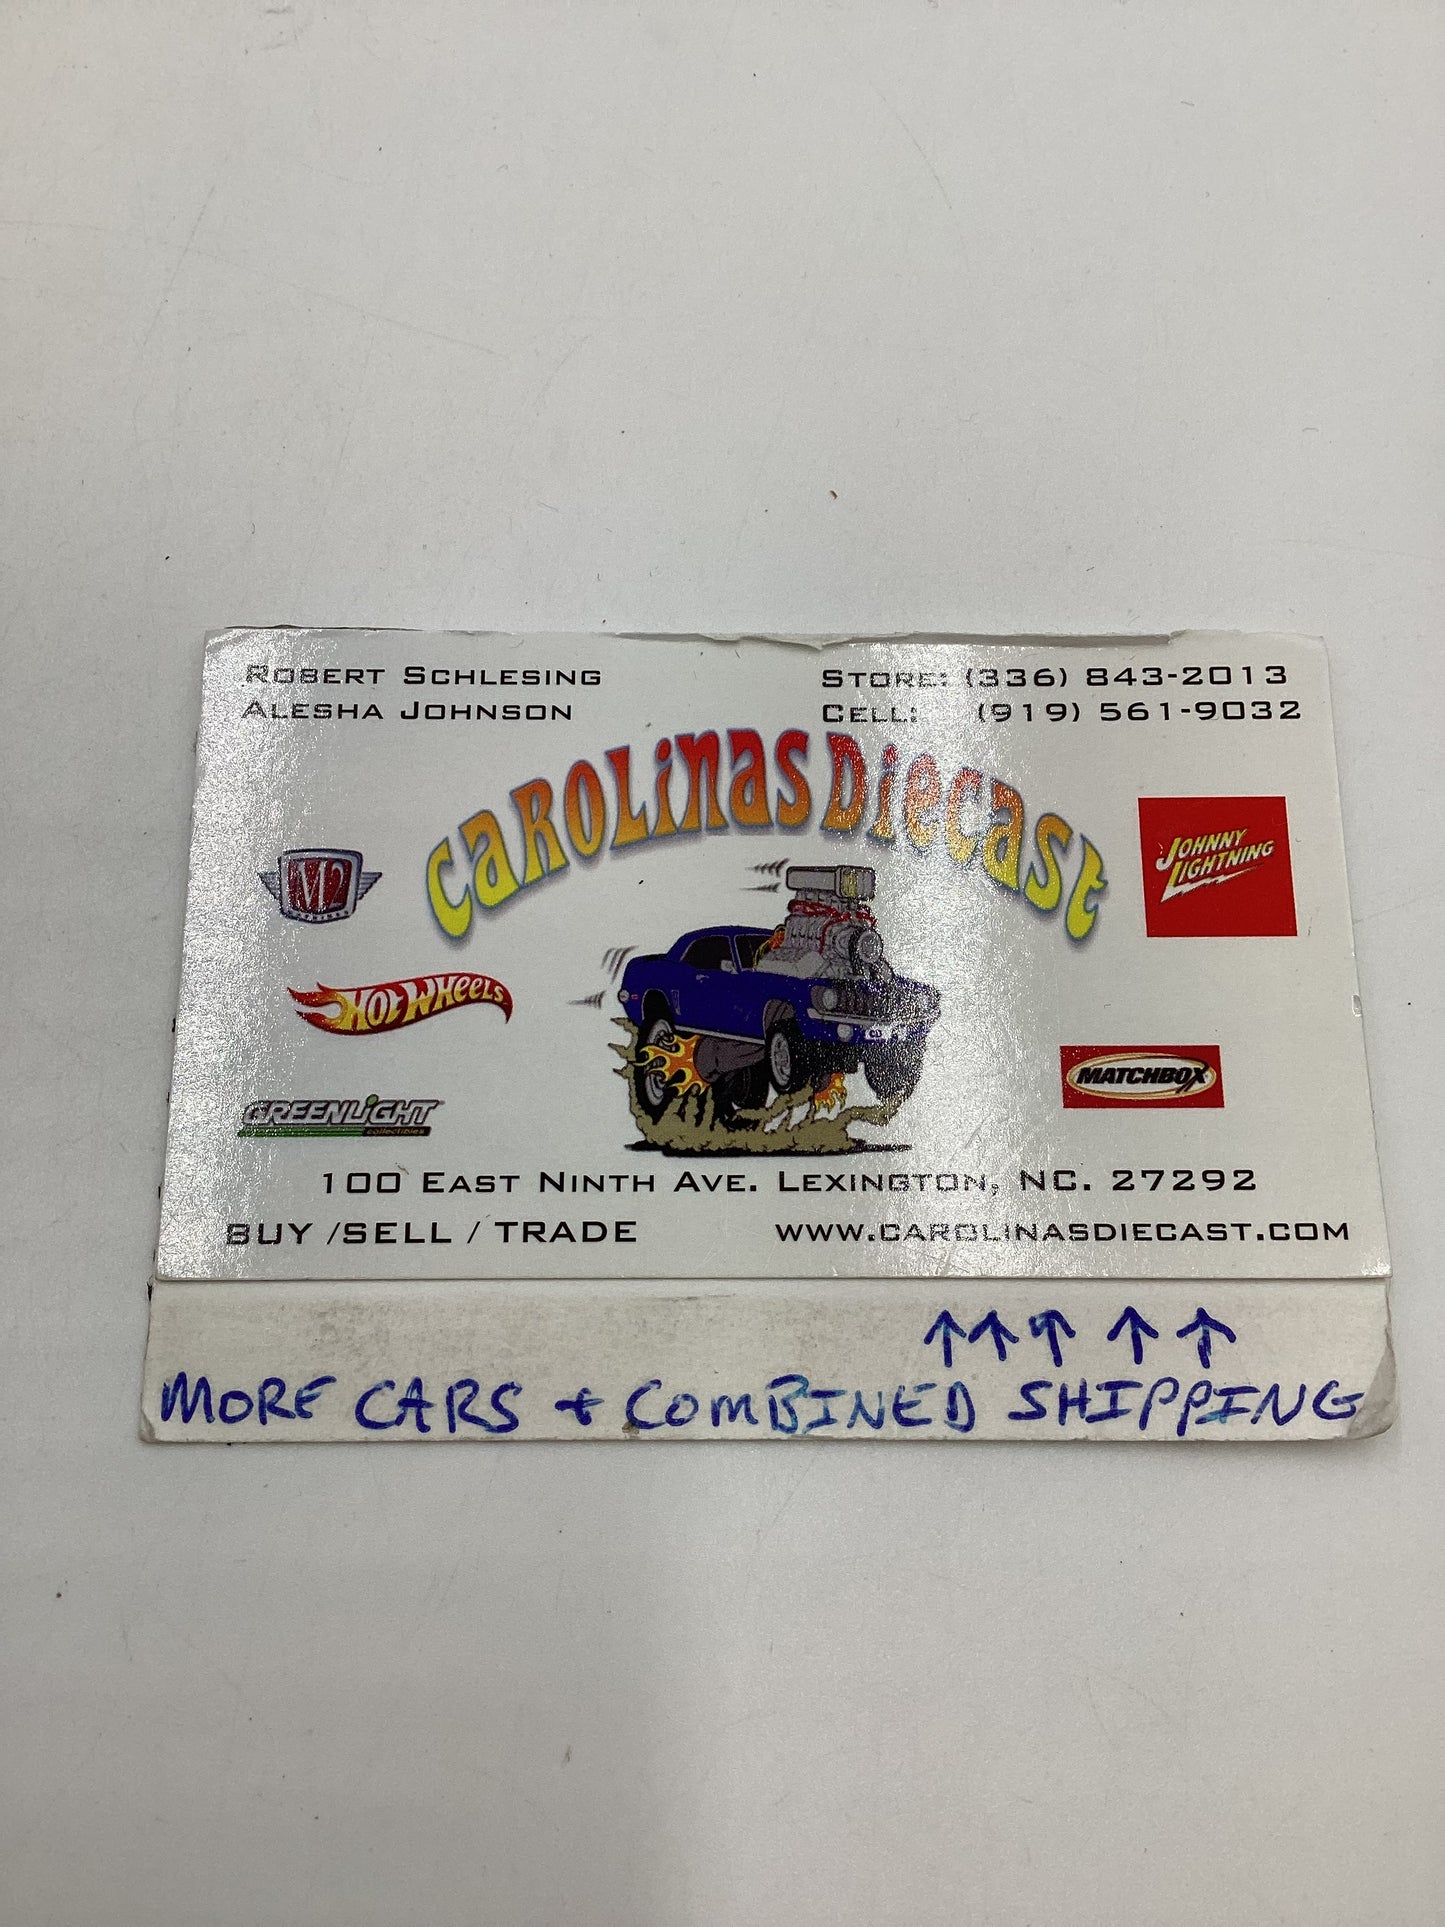 ROBERT SCHLESING
ALESHA JOHNSON
STORE: (336) 843-2013
CELL: (919) 561-9032
CAROLINAS DIECAST
M2
MACHINES
JOHNNY
LIGHTNING
HOT WHEELS
MATCHBOX
GREENLIGHT
collectibles
100 EAST NINTH AVE. LEXINGTON, NC. 27292
BUY /SELL / TRADE
WWW.CAROLINASDIECAST.COM
↑ ↑ ↑ ↑ ↑
MORE CARS + COMBINED SHIPPING